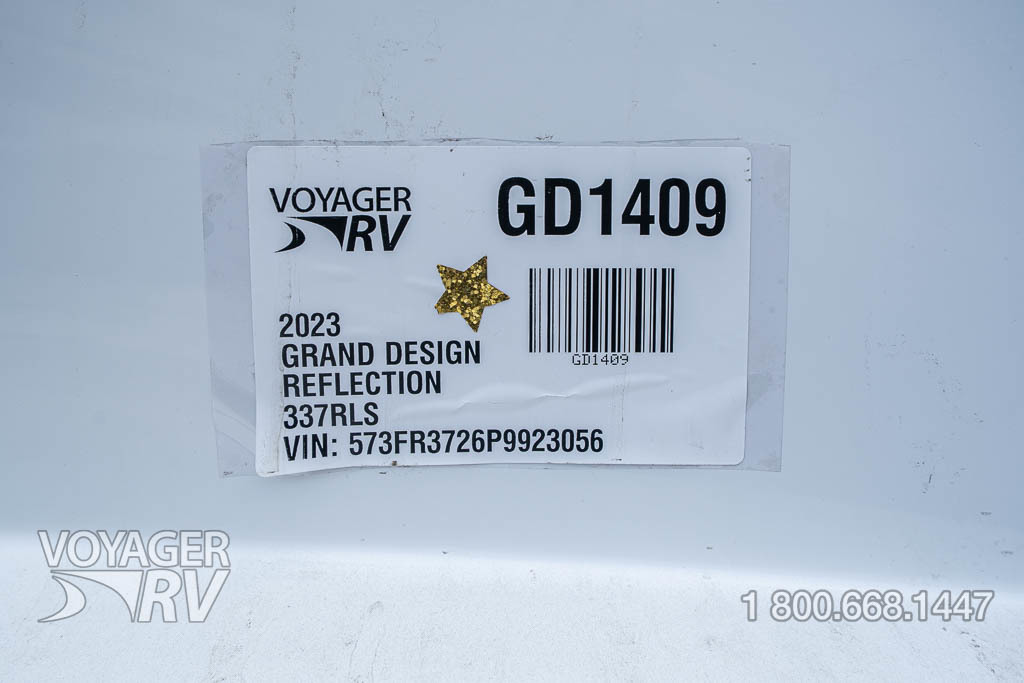 VOYAGER
RV
GD1409
GD1409
2023
GRAND DESIGN
REFLECTION
337RLS
VIN: 573FR3726P9923056
VOYAGER
RV
1 800.668.1447